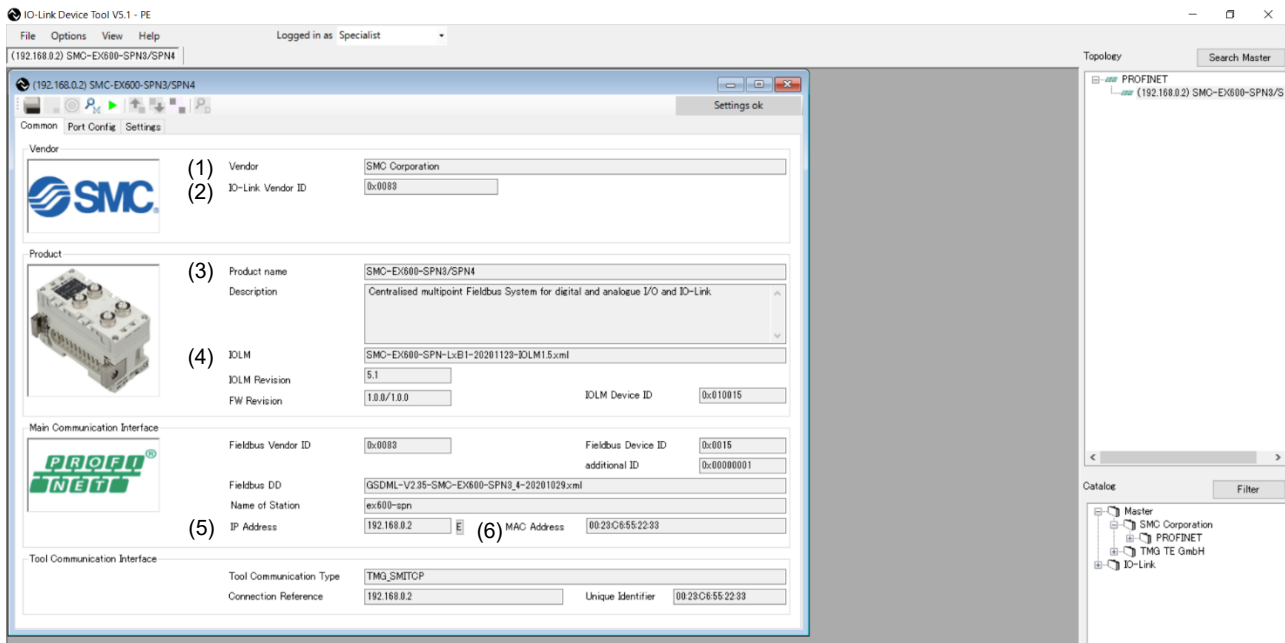 IO-Link Device Tool V5.1 - PE
File Options View Help Logged in as Specialist
(192.168.0.2) SMC-EX600-SPN3/SPN4
Topology Search Master
PROFINET
(192.168.0.2) SMC-EX600-SPN3/S
(192.168.0.2) SMC-EX600-SPN3/SPN4
Settings ok
Common Port Config Settings
Vendor
SMC.
(1) Vendor SMC Corporation
(2) IO-Link Vendor ID 0x0083
Product
(3) Product name SMC-EX600-SPN3/SPN4
Description Centralised multipoint Fieldbus System for digital and analogue I/O and IO-Link
(4) IOLM SMC-EX600-SPN-LxB1-20201123-IOLM1.5.xml
IOLM Revision 5.1
FW Revision 1.0.0/1.0.0 IOLM Device ID 0x010015
Main Communication Interface
PROFI
NET
®
Fieldbus Vendor ID 0x0083 Fieldbus Device ID 0x0015
additional ID 0x00000001
Fieldbus DD GSDML-V2.35-SMC-EX600-SPN3_4-20201029.xml
Name of Station ex600-spn
(5) IP Address 192.168.0.2 E (6) MAC Address 00:23:C6:55:22:33
Tool Communication Interface
Tool Communication Type TMG_SMITCP
Connection Reference 192.168.0.2 Unique Identifier 00:23:C6:55:22:33
Catalog Filter
Master
SMC Corporation
PROFINET
TMG TE GmbH
IO-Link